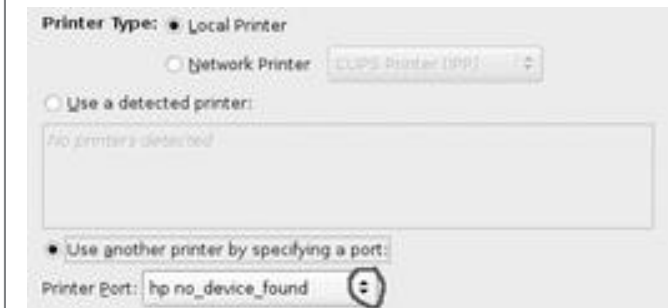 Printer Type: Local Printer
Network Printer CUPS Printer (IPP)
Use a detected printer:
No printers detected
Use another printer by specifying a port:
Printer Port: hp no_device_found